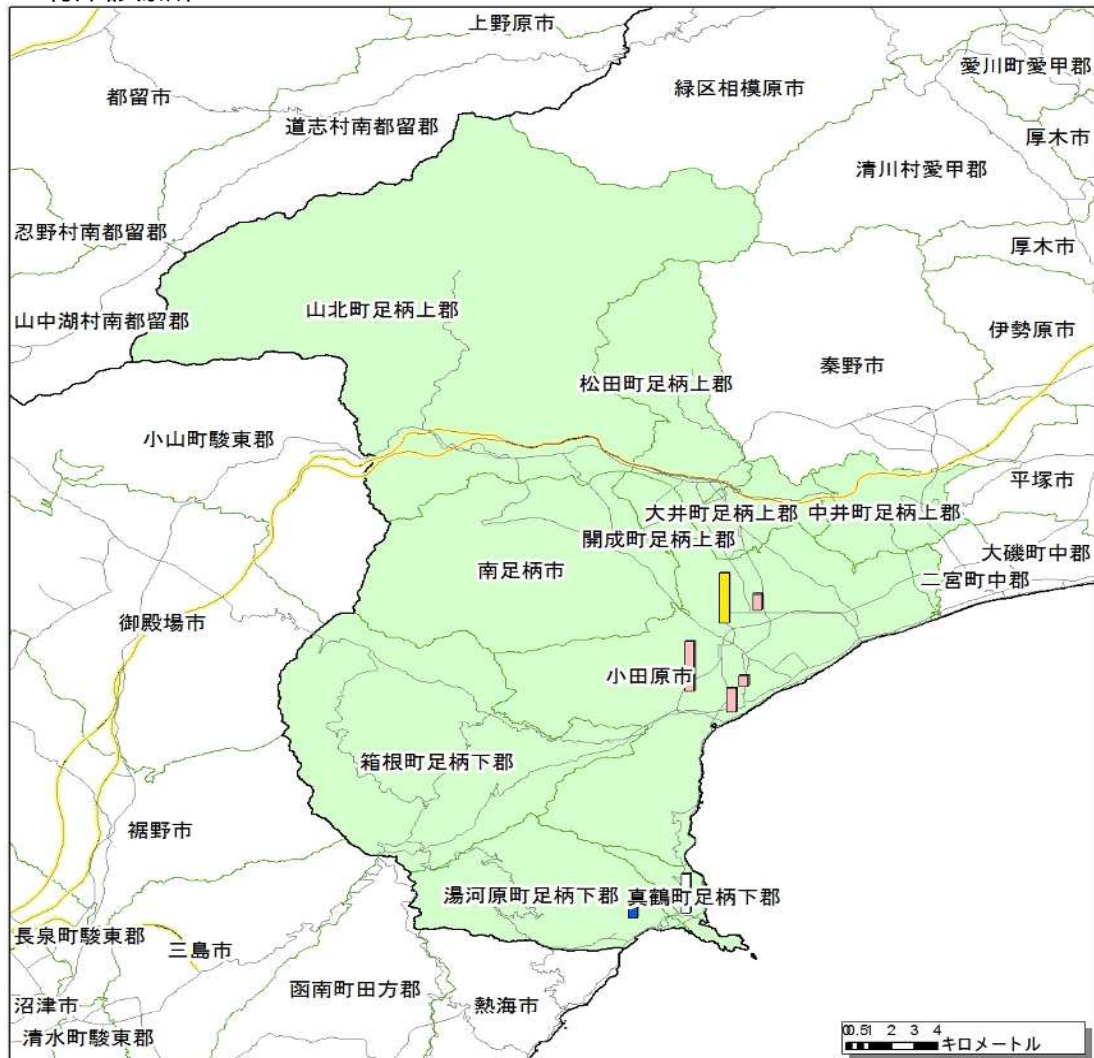 上野原市
愛川町愛甲郡
緑区相模原市
都留市
道志村南都留郡
厚木市
清川村愛甲郡
忍野村南都留郡
厚木市
山北町足柄上郡
山中湖村南都留郡
伊勢原市
秦野市
松田町足柄上郡
小山町駿東郡
平塚市
大井町足柄上郡
中井町足柄上郡
開成町足柄上郡
大磯町中郡
南足柄市
二宮町中郡
御殿場市
小田原市
箱根町足柄下郡
裾野市
湯河原町足柄下郡
真鶴町足柄下郡
長泉町駿東郡
三島市
函南町田方郡
沼津市
熱海市
清水町駿東郡
0 0.5 1 2 3 4
キロメートル